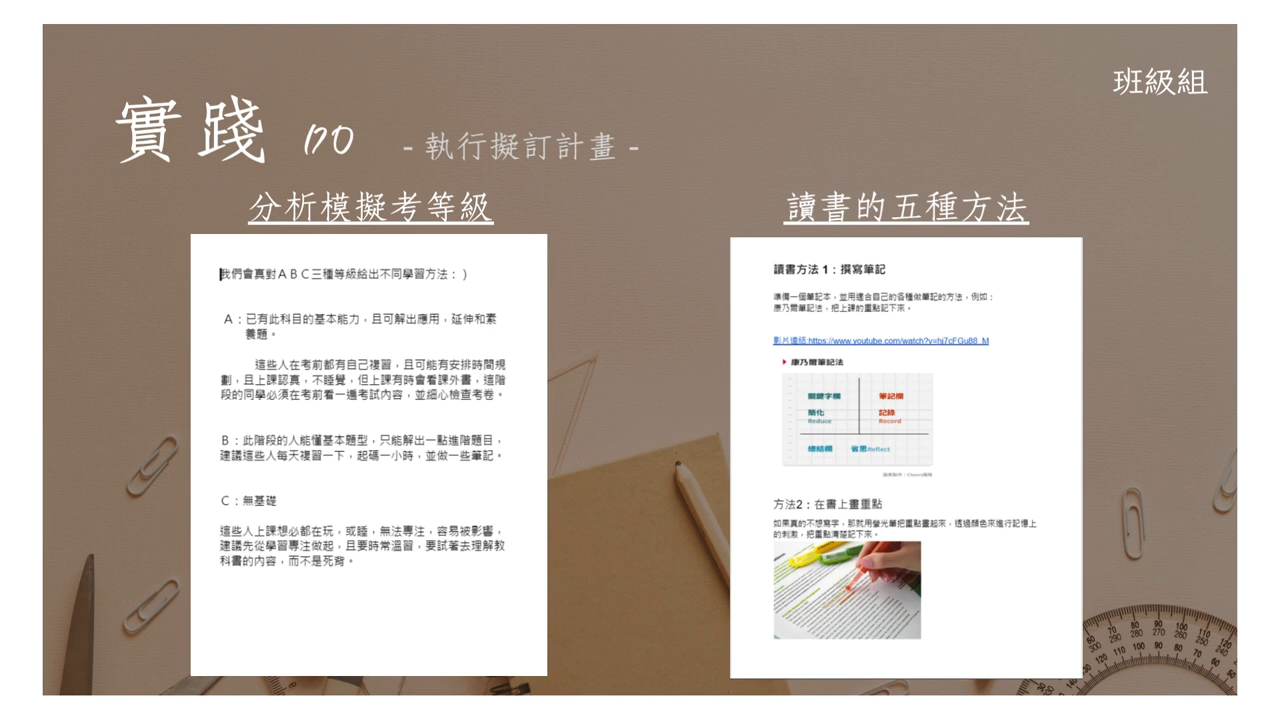 班級組
實踐 DO - 執行擬訂計畫 -
分析模擬考等級
我們會真對ＡＢＣ三種等級給出不同學習方法：）
Ａ：已有此科目的基本能力，且可解出應用，延伸和素
養題。
這些人在考前都有自己複習，且可能有安排時間規
劃，且上課認真，不睡覺，但上課有時會看課外書，這階
段的同學必須在考前看一遍考試內容，並細心檢查考卷。
Ｂ：此階段的人能懂基本題型，只能解出一點進階題目，
建議這些人每天複習一下，起碼一小時，並做一些筆記。
Ｃ：無基礎
這些人上課想必都在玩，或睡，無法專注，容易被影響，
建議先從學習專注做起，且要時常溫習，要試著去理解教
科書的內容，而不是死背。
讀書的五種方法
讀書方法 1：撰寫筆記
準備一個筆記本，並用適合自己的各種做筆記的方法，例如：
康乃爾筆記法，把上課的重點記下來。
影片連結:https://www.youtube.com/watch?v=hj7cFGu88_M
康乃爾筆記法
關鍵字欄 筆記欄
簡化 記錄
Reduce Record
總結欄 省思Reflect
方法2：在書上畫重點
如果真的不想寫字，那就用螢光筆把重點畫起來，透過顏色來進行記憶上
的刺激，把重點清楚記下來。